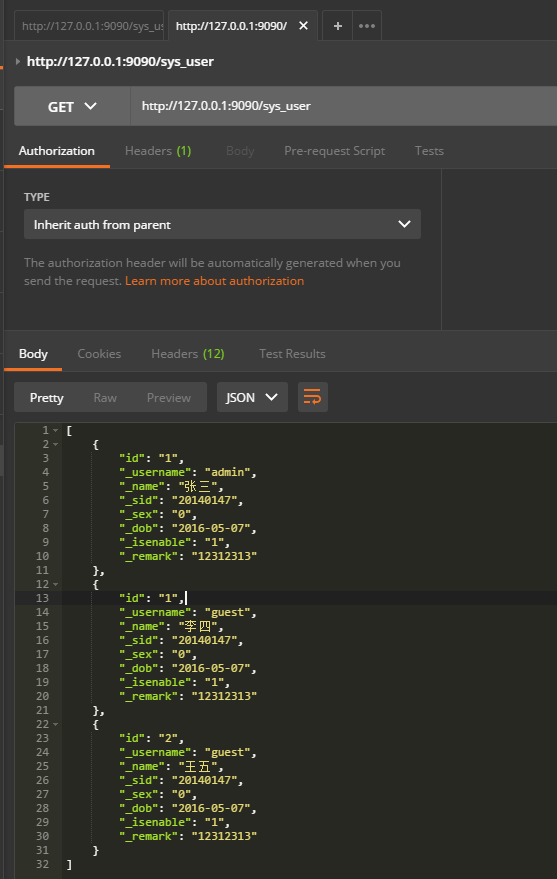 http://127.0.0.1:9090/sys_us
http://127.0.0.1:9090/
http://127.0.0.1:9090/sys_user
GET http://127.0.0.1:9090/sys_user
Authorization Headers (1) Body Pre-request Script Tests
TYPE
Inherit auth from parent
The authorization header will be automatically generated when you
send the request. Learn more about authorization
Body Cookies Headers (12) Test Results
Pretty Raw Preview JSON
1 [
2 {
3 "id": "1",
4 "_username": "admin",
5 "_name": "张三",
6 "_sid": "20140147",
7 "_sex": "0",
8 "_dob": "2016-05-07",
9 "_isenable": "1",
10 "_remark": "12312313"
11 },
12 {
13 "id": "1",
14 "_username": "guest",
15 "_name": "李四",
16 "_sid": "20140147",
17 "_sex": "0",
18 "_dob": "2016-05-07",
19 "_isenable": "1",
20 "_remark": "12312313"
21 },
22 {
23 "id": "2",
24 "_username": "guest",
25 "_name": "王五",
26 "_sid": "20140147",
27 "_sex": "0",
28 "_dob": "2016-05-07",
29 "_isenable": "1",
30 "_remark": "12312313"
31 }
32 ]